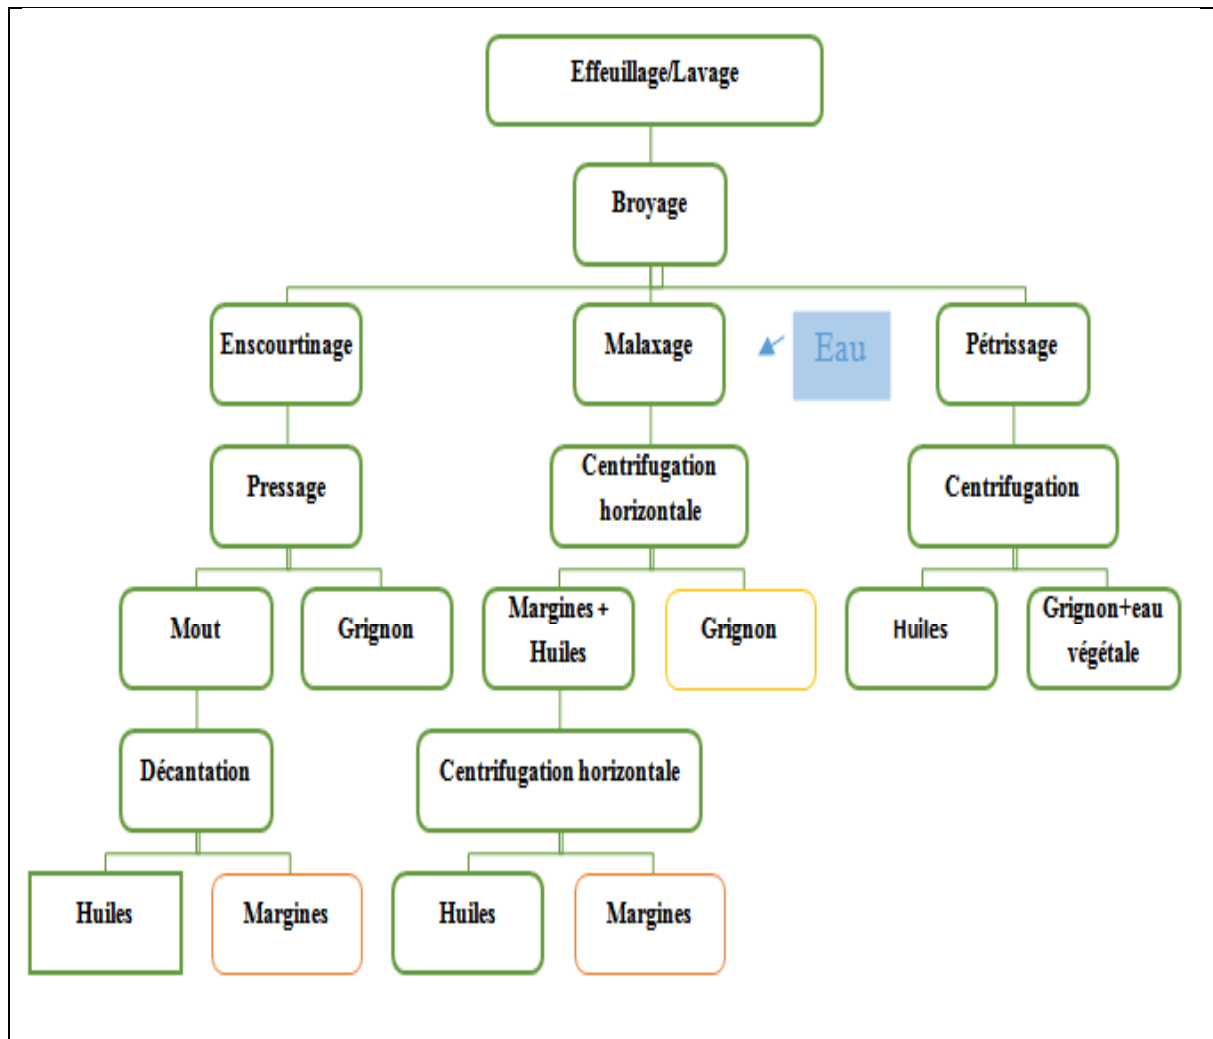 Effeuillage/Lavage
Broyage
Enscourtinage
Malaxage
Eau
Pétrissage
Pressage
Centrifugation
horizontale
Centrifugation
Mout
Grignon
Margines +
Huiles
Grignon
Huiles
Grignon+eau
végétale
Décantation
Centrifugation horizontale
Huiles
Margines
Huiles
Margines